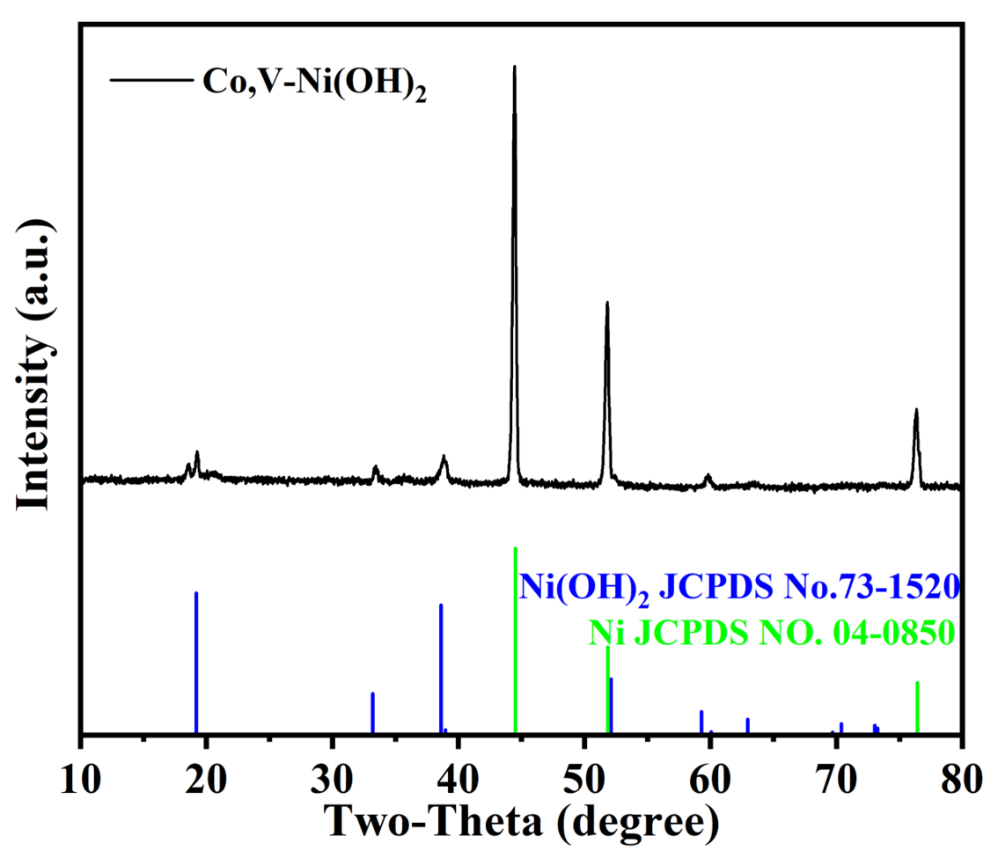 Co,V-Ni(OH)₂
Intensity (a.u.)
Ni(OH)₂ JCPDS No.73-1520
Ni JCPDS NO. 04-0850
10 20 30 40 50 60 70 80
Two-Theta (degree)